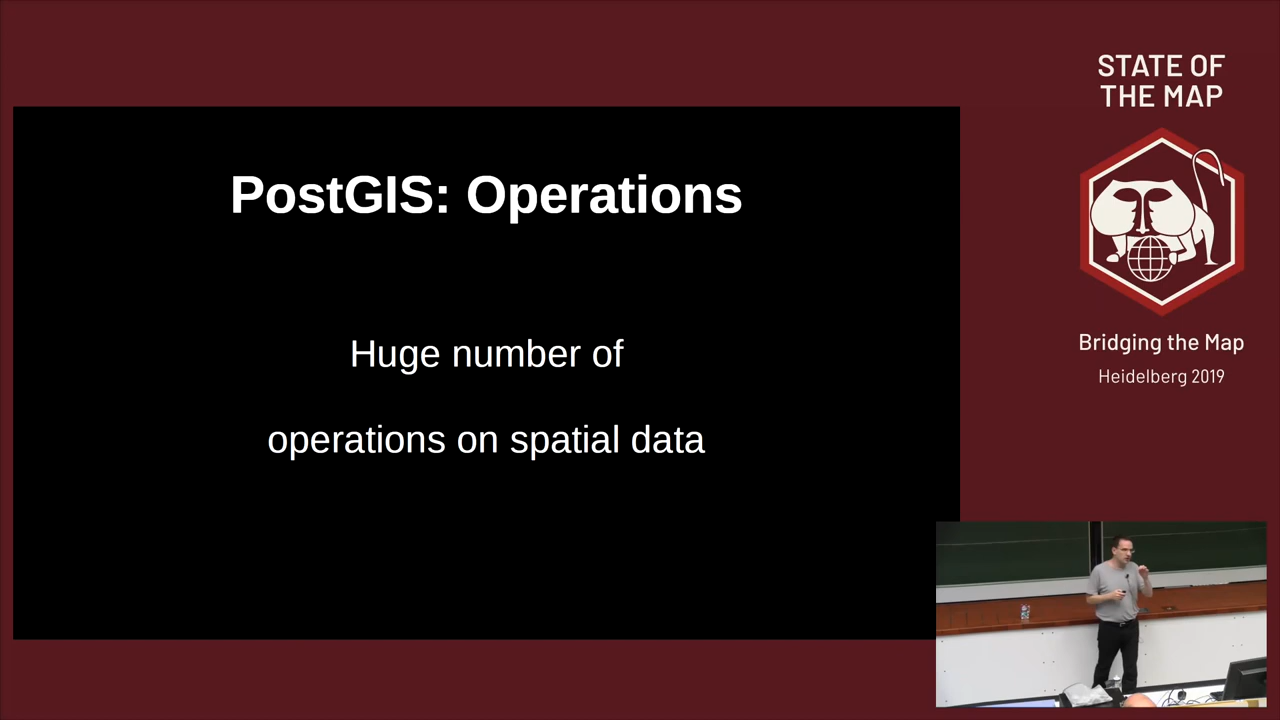 PostGIS: Operations
Huge number of
operations on spatial data
STATE OF
THE MAP
Bridging the Map
Heidelberg 2019